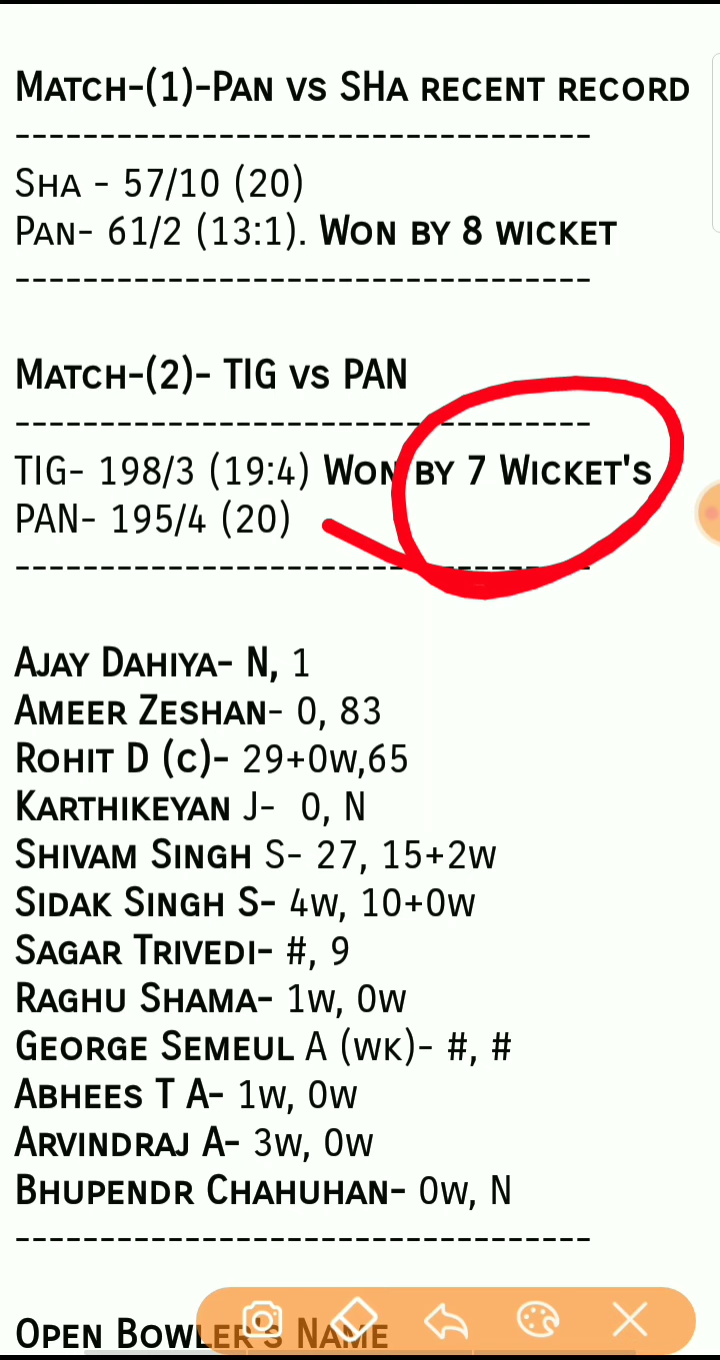 Match-(1)-Pan vs SHa recent record
----------------------------------
Sha - 57/10 (20)
Pan- 61/2 (13:1). Won by 8 wicket
----------------------------------
Match-(2)- TIG vs PAN
----------------------------------
TIG- 198/3 (19:4) Won by 7 Wicket's
PAN- 195/4 (20)
----------------------------------
Ajay Dahiya- N, 1
Ameer Zeshan- 0, 83
Rohit D (c)- 29+0w,65
Karthikeyan J- 0, N
Shivam Singh S- 27, 15+2w
Sidak Singh S- 4w, 10+0w
Sagar Trivedi- #, 9
Raghu Shama- 1w, 0w
George Semeul A (wk)- #, #
Abhees T A- 1w, 0w
Arvindraj A- 3w, 0w
Bhupendr Chahuhan- 0w, N
----------------------------------
Open Bowler's Name